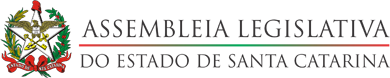 ASSEMBLEIA LEGISLATIVA
DO ESTADO DE SANTA CATARINA